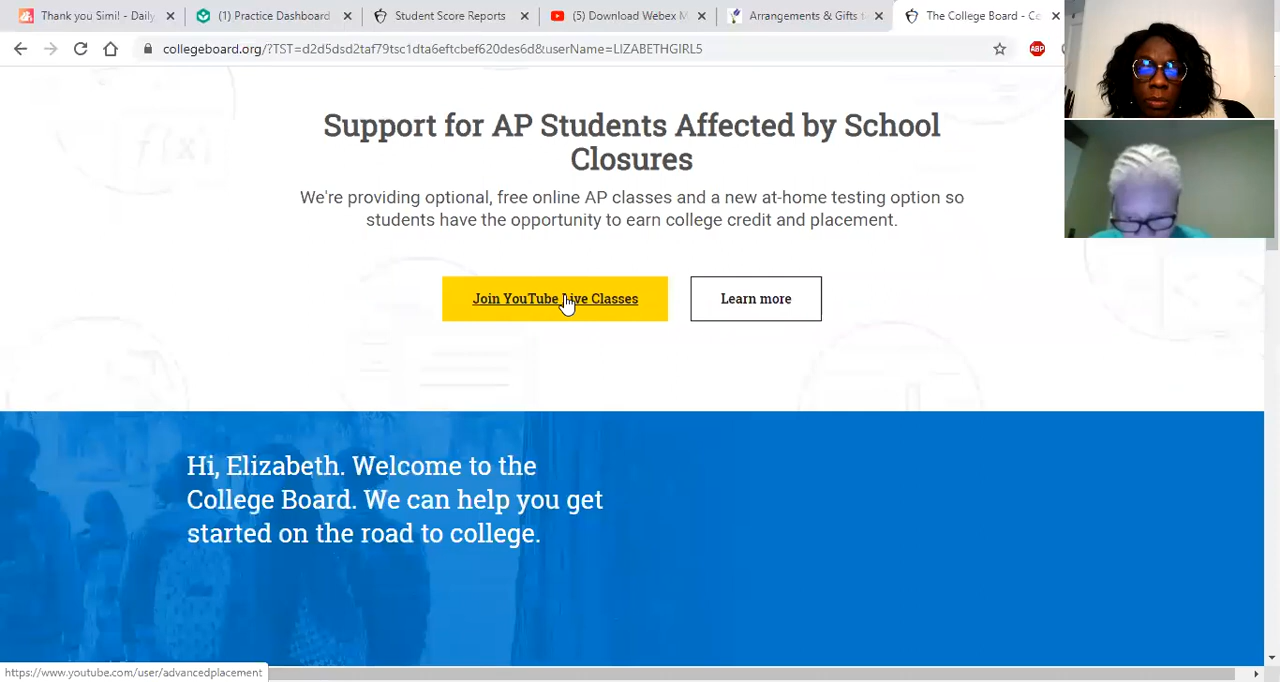 Thank you Simi! - Daily
(1) Practice Dashboard
Student Score Reports
(5) Download Webex M
Arrangements & Gifts
The College Board - Co
collegeboard.org/?TST=d2d5dsd2taf79tsc1dta6eftcbef620des6d&userName=LIZABETHGIRL5
ABP
Support for AP Students Affected by School
Closures
We're providing optional, free online AP classes and a new at-home testing option so
students have the opportunity to earn college credit and placement.
Join YouTube Live Classes
Learn more
Hi, Elizabeth. Welcome to the
College Board. We can help you get
started on the road to college.
https://www.youtube.com/user/advancedplacement